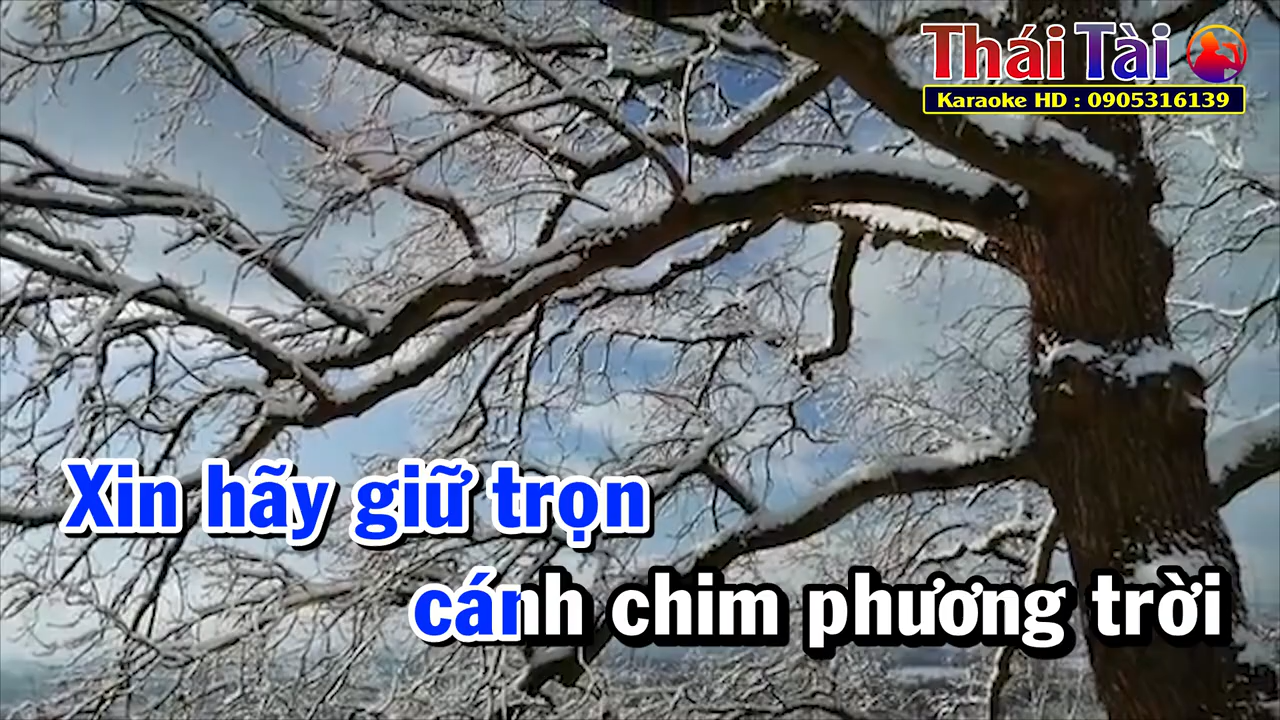 Thái Tài
Karaoke HD : 0905316139
Xin hãy giữ trọn
cánh chim phương trời